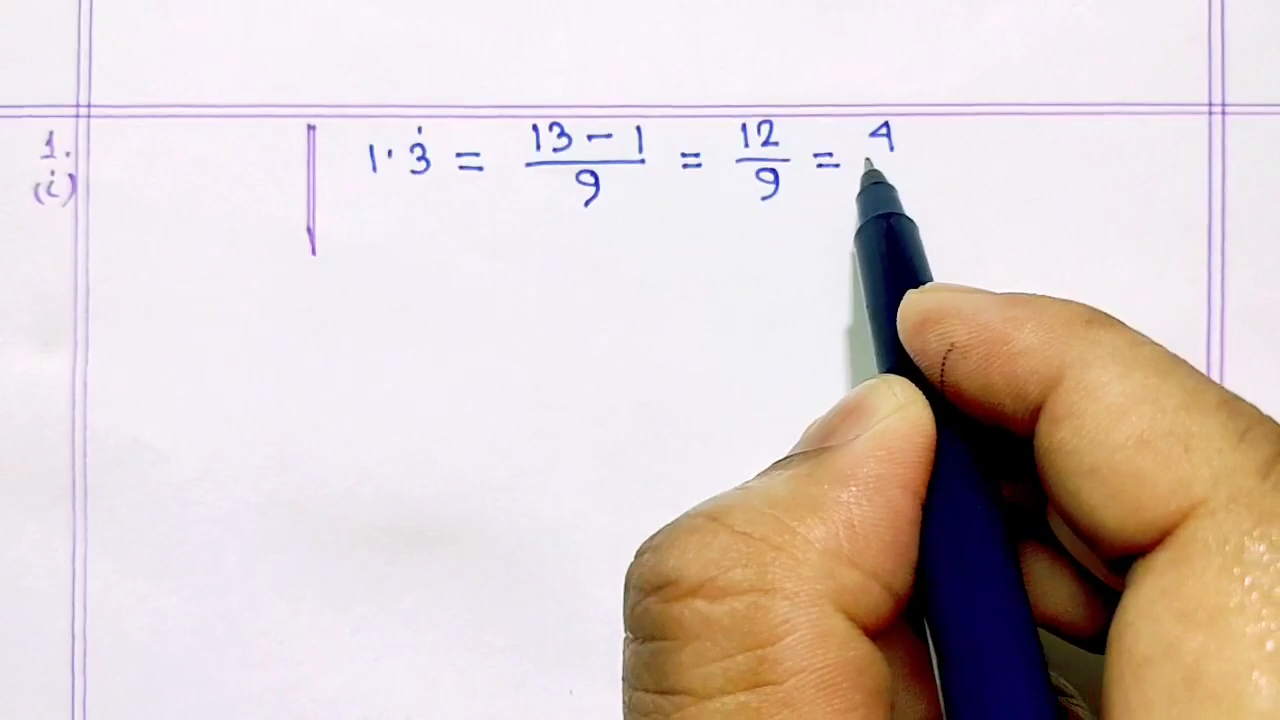 1. 1·3̇ = (13 − 1)/9 = 12/9 = 4
(i)